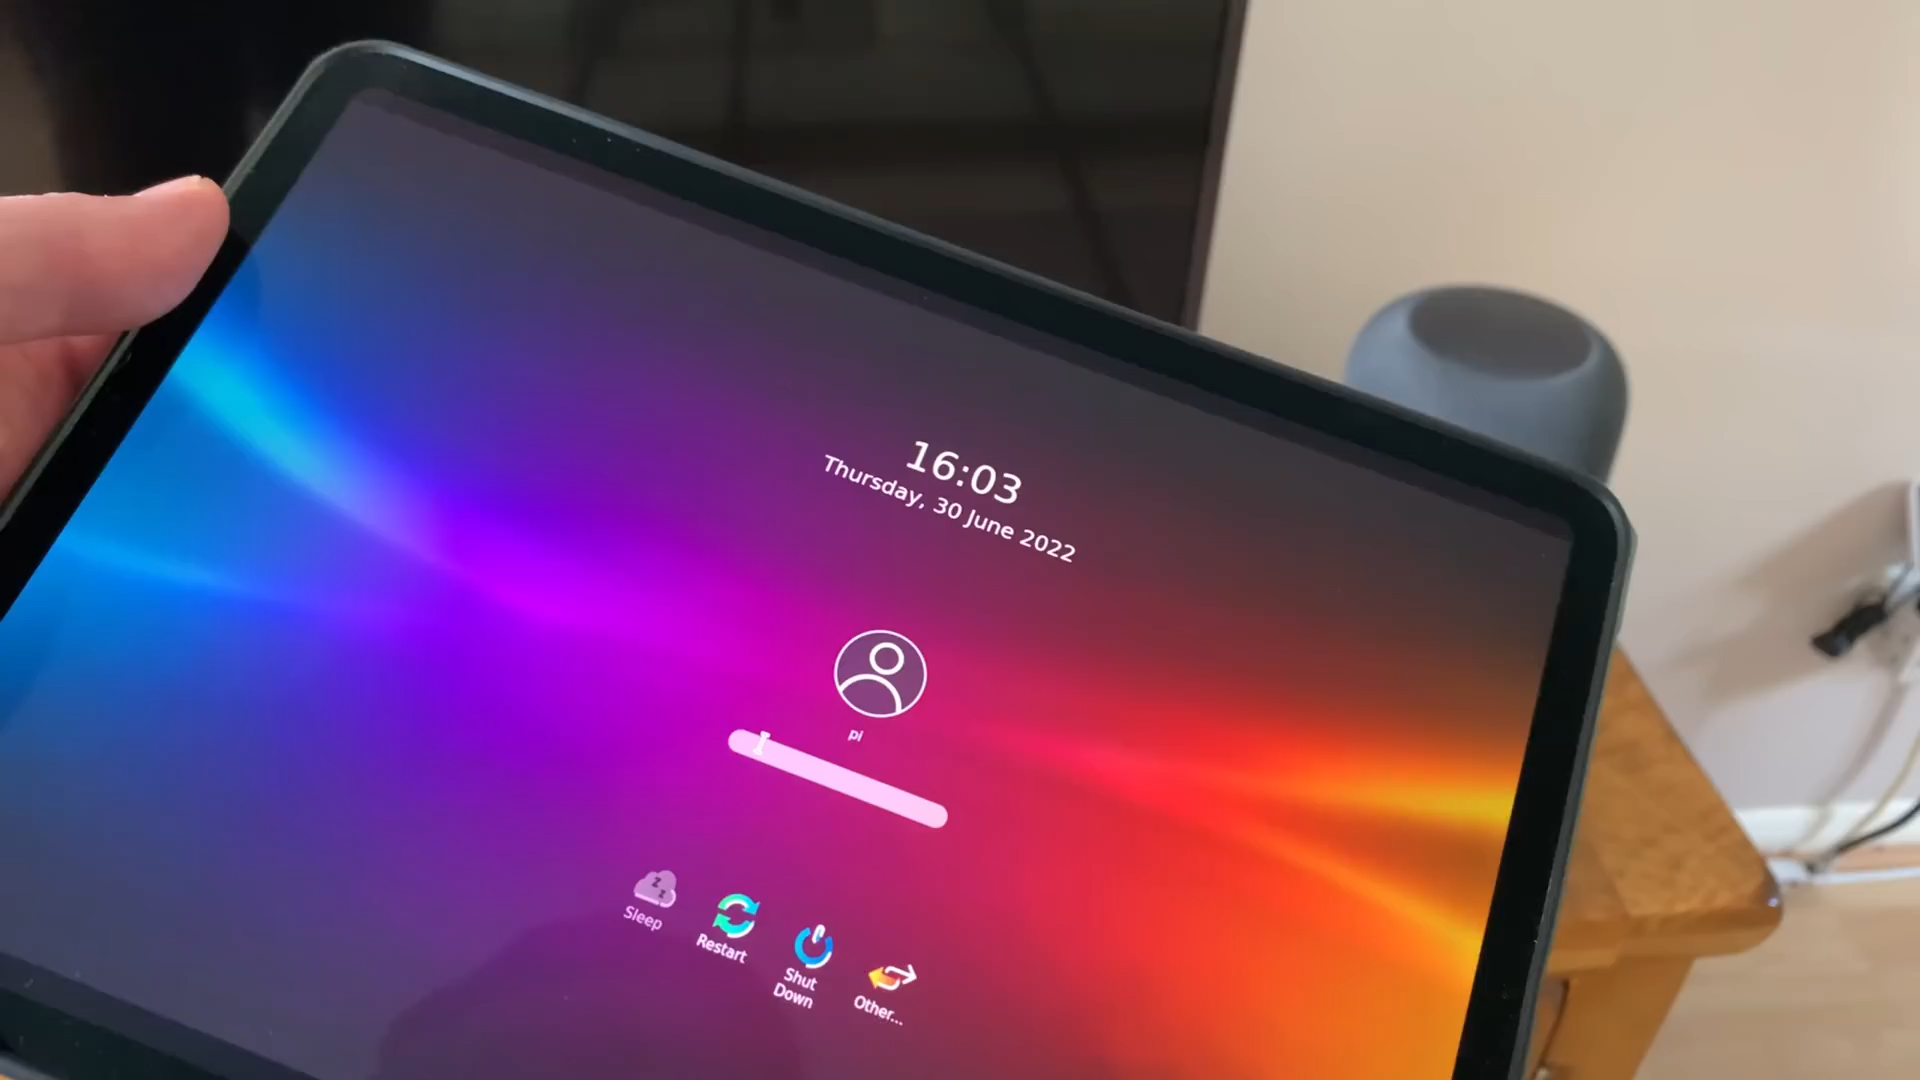 16:03
Thursday, 30 June 2022
pi
Sleep
Restart
Shut
Down
Other...